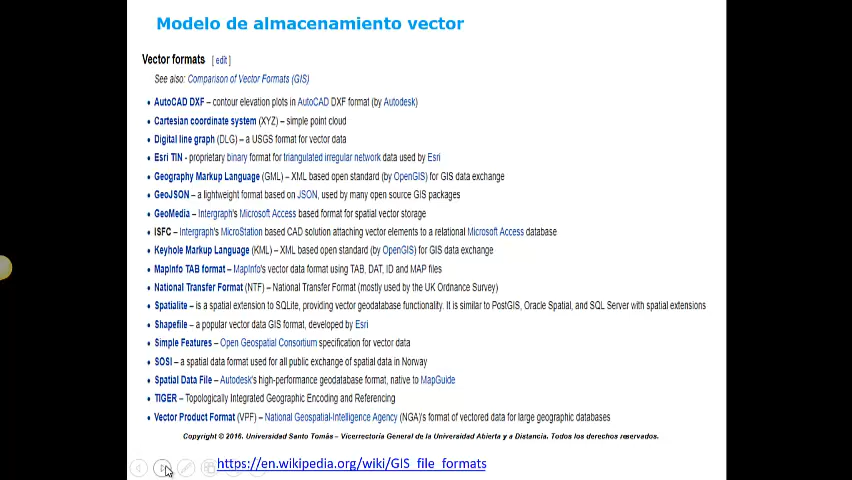 Modelo de almacenamiento vector
Vector formats [ edit ]
See also: Comparison of Vector Formats (GIS)
• AutoCAD DXF – contour elevation plots in AutoCAD DXF format (by Autodesk)
• Cartesian coordinate system (XYZ) – simple point cloud
• Digital line graph (DLG) – a USGS format for vector data
• Esri TIN - proprietary binary format for triangulated irregular network data used by Esri
• Geography Markup Language (GML) – XML based open standard (by OpenGIS) for GIS data exchange
• GeoJSON – a lightweight format based on JSON, used by many open source GIS packages
• GeoMedia – Intergraph's Microsoft Access based format for spatial vector storage
• ISFC – Intergraph's MicroStation based CAD solution attaching vector elements to a relational Microsoft Access database
• Keyhole Markup Language (KML) – XML based open standard (by OpenGIS) for GIS data exchange
• MapInfo TAB format – MapInfo's vector data format using TAB, DAT, ID and MAP files
• National Transfer Format (NTF) – National Transfer Format (mostly used by the UK Ordnance Survey)
• Spatialite – is a spatial extension to SQLite, providing vector geodatabase functionality. It is similar to PostGIS, Oracle Spatial, and SQL Server with spatial extensions
• Shapefile – a popular vector data GIS format, developed by Esri
• Simple Features – Open Geospatial Consortium specification for vector data
• SOSI – a spatial data format used for all public exchange of spatial data in Norway
• Spatial Data File – Autodesk's high-performance geodatabase format, native to MapGuide
• TIGER – Topologically Integrated Geographic Encoding and Referencing
• Vector Product Format (VPF) – National Geospatial-Intelligence Agency (NGA)'s format of vectored data for large geographic databases
Copyright © 2016. Universidad Santo Tomás – Vicerrectoría General de la Universidad Abierta y a Distancia. Todos los derechos reservados.
https://en.wikipedia.org/wiki/GIS_file_formats